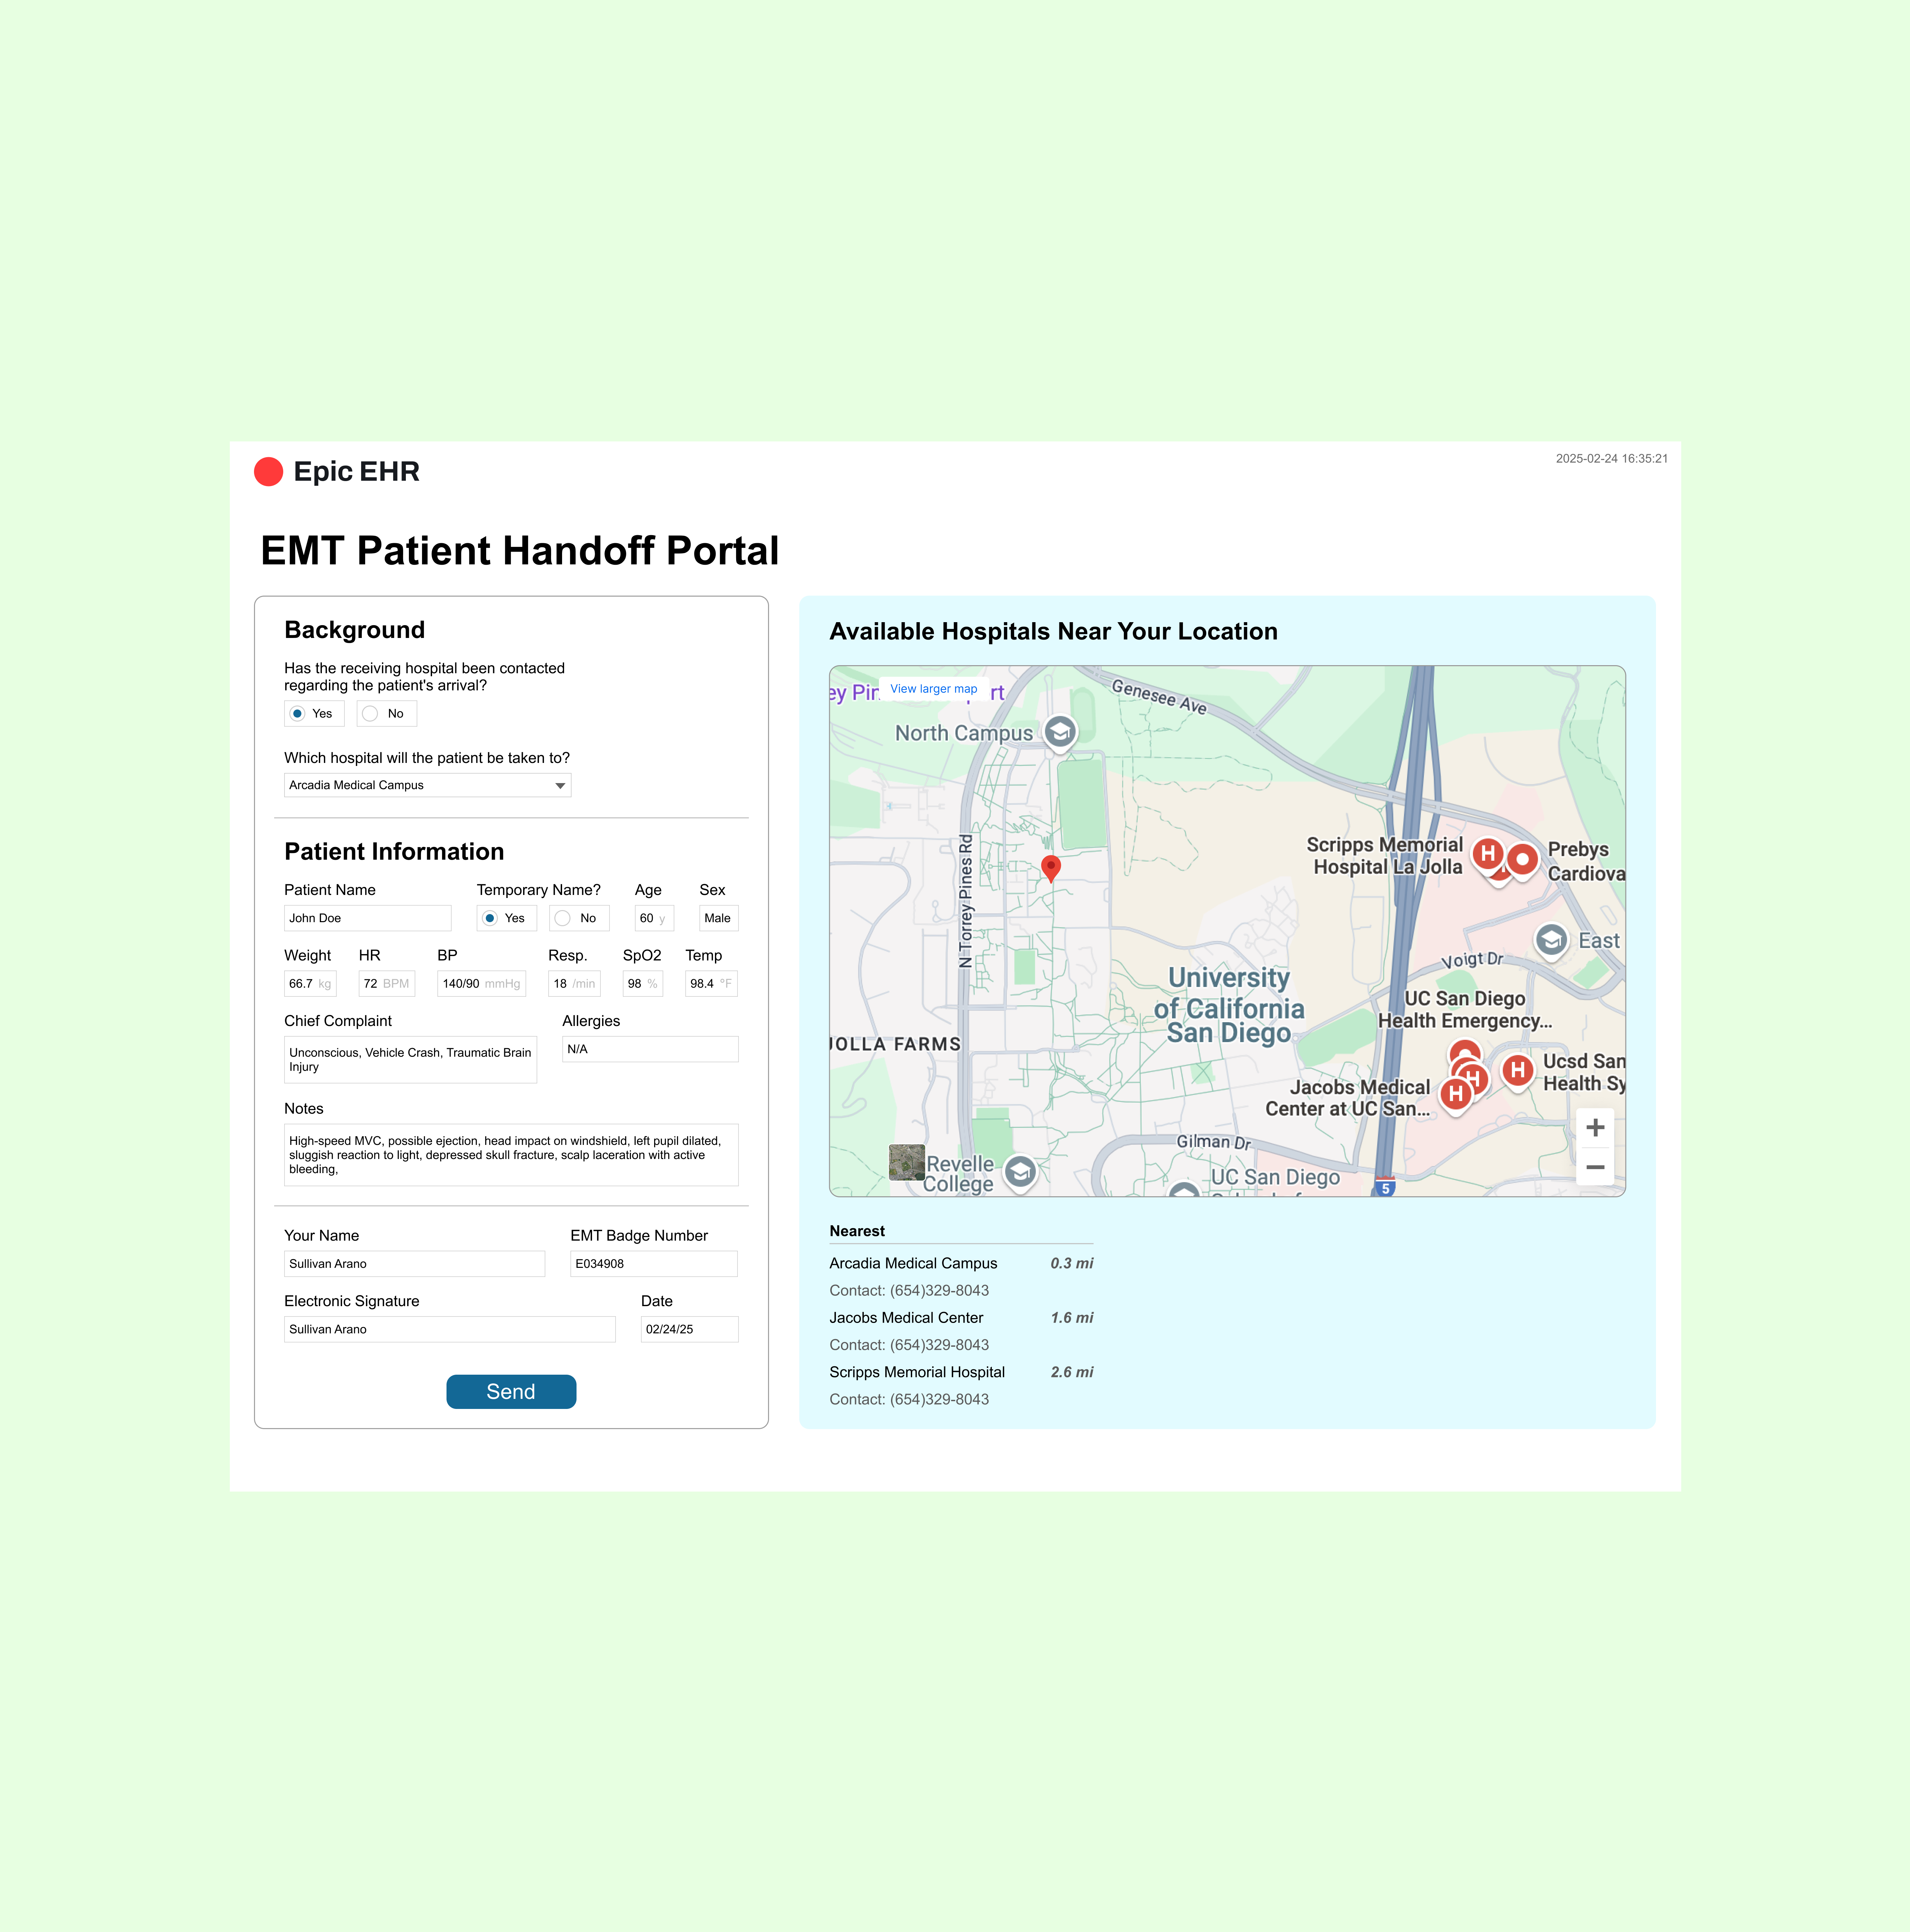 Epic EHR
2025-02-24 16:35:21
EMT Patient Handoff Portal
Background
Has the receiving hospital been contacted
regarding the patient's arrival?
Yes
No
Which hospital will the patient be taken to?
Arcadia Medical Campus
Patient Information
Patient Name
Temporary Name?
Age
Sex
John Doe
Yes
No
60 y
Male
Weight
HR
BP
Resp.
SpO2
Temp
66.7 kg
72 BPM
140/90 mmHg
18 /min
98 %
98.4 °F
Chief Complaint
Allergies
Unconscious, Vehicle Crash, Traumatic Brain
Injury
N/A
Notes
High-speed MVC, possible ejection, head impact on windshield, left pupil dilated,
sluggish reaction to light, depressed skull fracture, scalp laceration with active
bleeding,
Your Name
EMT Badge Number
Sullivan Arano
E034908
Electronic Signature
Date
Sullivan Arano
02/24/25
Send
Available Hospitals Near Your Location
ey Pin
View larger map
rt
Genesee Ave
North Campus
N Torrey Pines Rd
Scripps Memorial
Hospital La Jolla
H
Prebys
Cardiova
East
Voigt Dr
University
of California
San Diego
UC San Diego
Health Emergency...
JOLLA FARMS
Ucsd San
Health Sy
H
H
H
Jacobs Medical
Center at UC San...
Gilman Dr
Revelle
College
UC San Diego
5
Nearest
Arcadia Medical Campus 0.3 mi
Contact: (654)329-8043
Jacobs Medical Center 1.6 mi
Contact: (654)329-8043
Scripps Memorial Hospital 2.6 mi
Contact: (654)329-8043